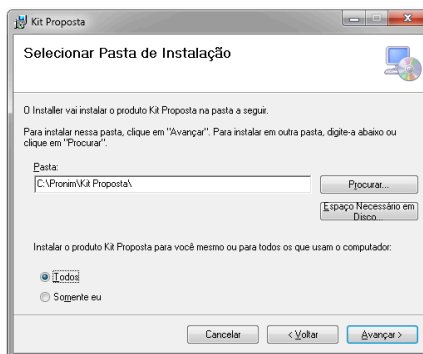 Kit Proposta
Selecionar Pasta de Instalação
O Installer vai instalar o produto Kit Proposta na pasta a seguir.
Para instalar nessa pasta, clique em "Avançar". Para instalar em outra pasta, digite-a abaixo ou
clique em "Procurar".
Pasta:
C:\Pronim\Kit Proposta\
Procurar...
Espaço Necessário em
Disco...
Instalar o produto Kit Proposta para você mesmo ou para todos os que usam o computador:
Todos
Somente eu
Cancelar
< Voltar
Avançar >